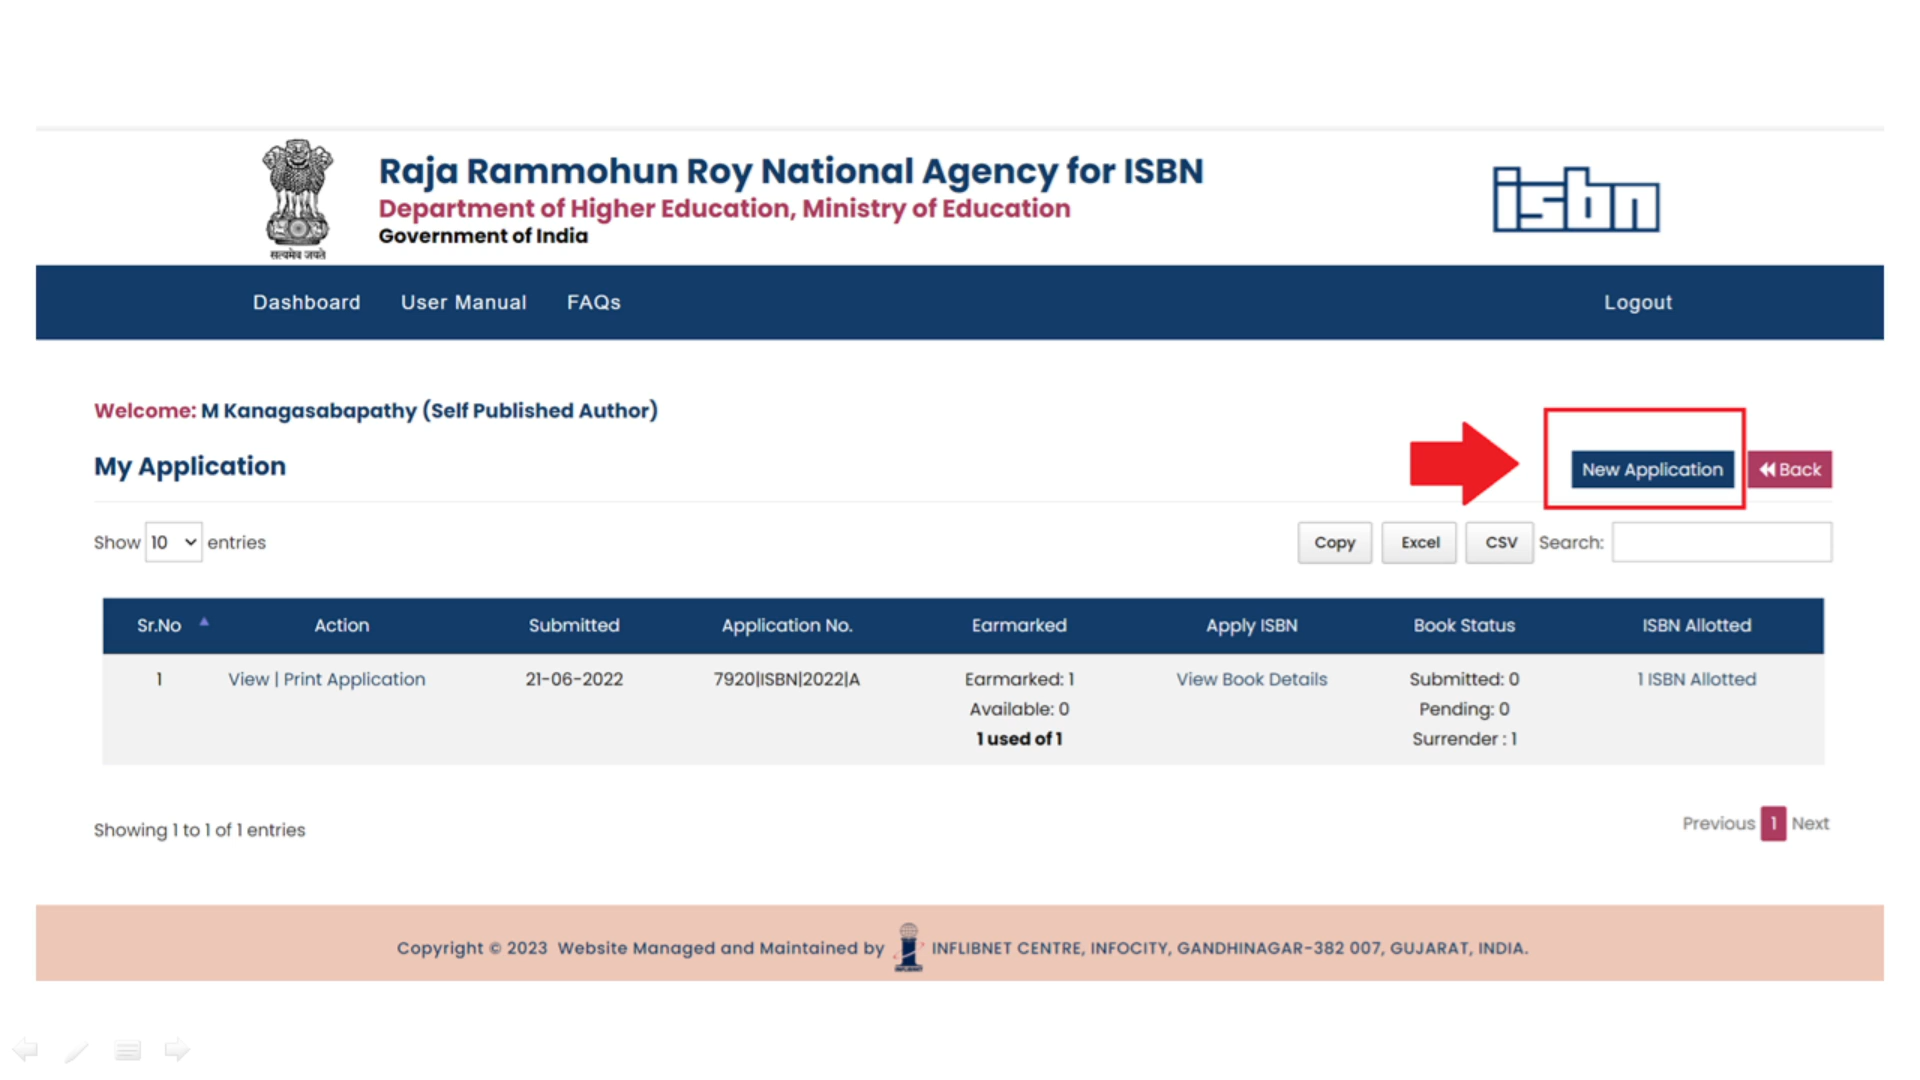 Raja Rammohun Roy National Agency for ISBN
Department of Higher Education, Ministry of Education
Government of India
सत्यमेव जयते
isbn
Dashboard User Manual FAQs Logout
Welcome: M Kanagasabapathy (Self Published Author)
My Application
New Application Back
Show 10 entries
Copy Excel CSV Search:
Sr.No Action Submitted Application No. Earmarked Apply ISBN Book Status ISBN Allotted
1 View | Print Application 21-06-2022 7920|ISBN|2022|A Earmarked: 1 View Book Details Submitted: 0 1 ISBN Allotted
Available: 0 Pending: 0
1 used of 1 Surrender : 1
Showing 1 to 1 of 1 entries
Previous 1 Next
Copyright © 2023 Website Managed and Maintained by INFLIBNET INFLIBNET CENTRE, INFOCITY, GANDHINAGAR-382 007, GUJARAT, INDIA.